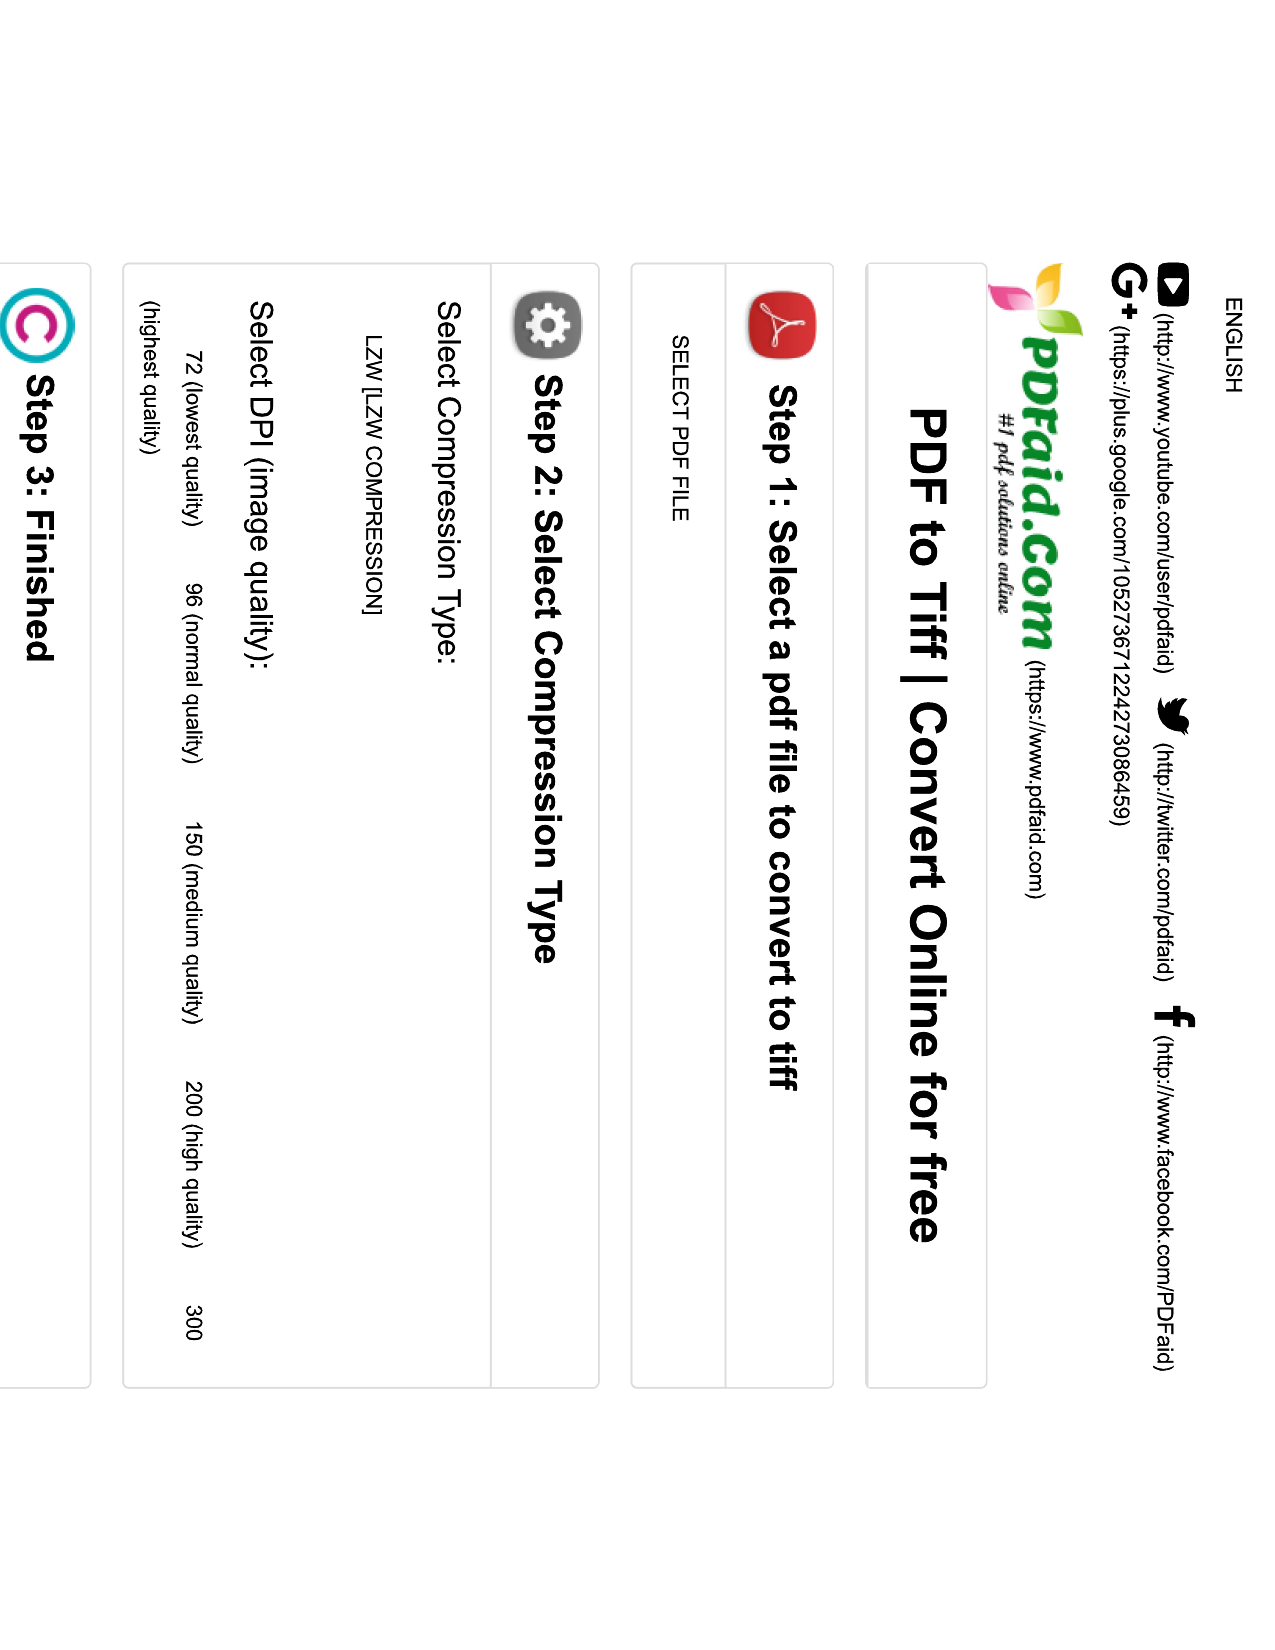 ENGLISH
(http://www.youtube.com/user/pdfaid) (http://twitter.com/pdfaid) (http://www.facebook.com/PDFaid)
G+ (https://plus.google.com/105273671224273086459)
PDFaid.Com (https://www.pdfaid.com)
#1 pdf solutions online
PDF to Tiff | Convert Online for free
Step 1: Select a pdf file to convert to tiff
SELECT PDF FILE
Step 2: Select Compression Type
Select Compression Type:
LZW [LZW COMPRESSION]
Select DPI (image quality):
72 (lowest quality) 96 (normal quality) 150 (medium quality) 200 (high quality) 300
(highest quality)
Step 3: Finished